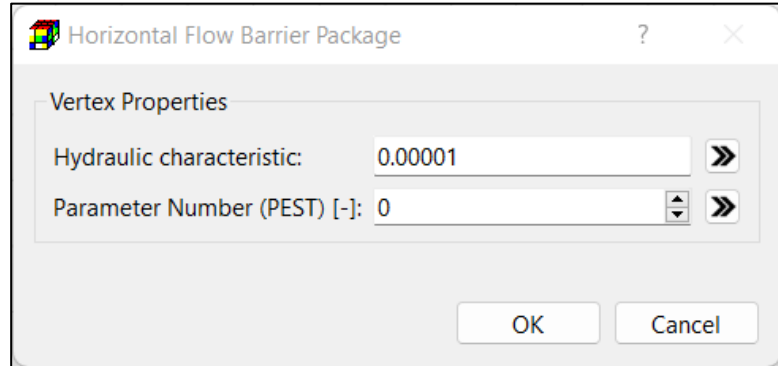 Horizontal Flow Barrier Package ?
Vertex Properties
Hydraulic characteristic: 0.00001
Parameter Number (PEST) [-]: 0
OK Cancel